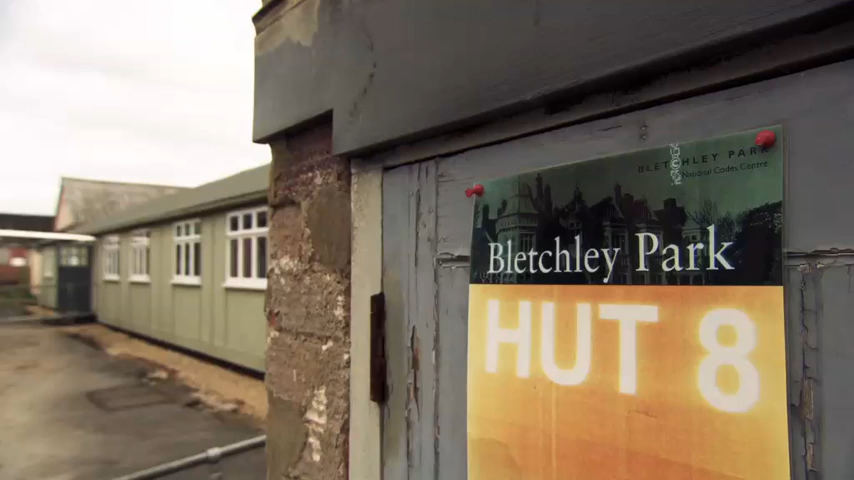 BLETCHLEY PARK
National Codes Centre
Bletchley Park
HUT 8